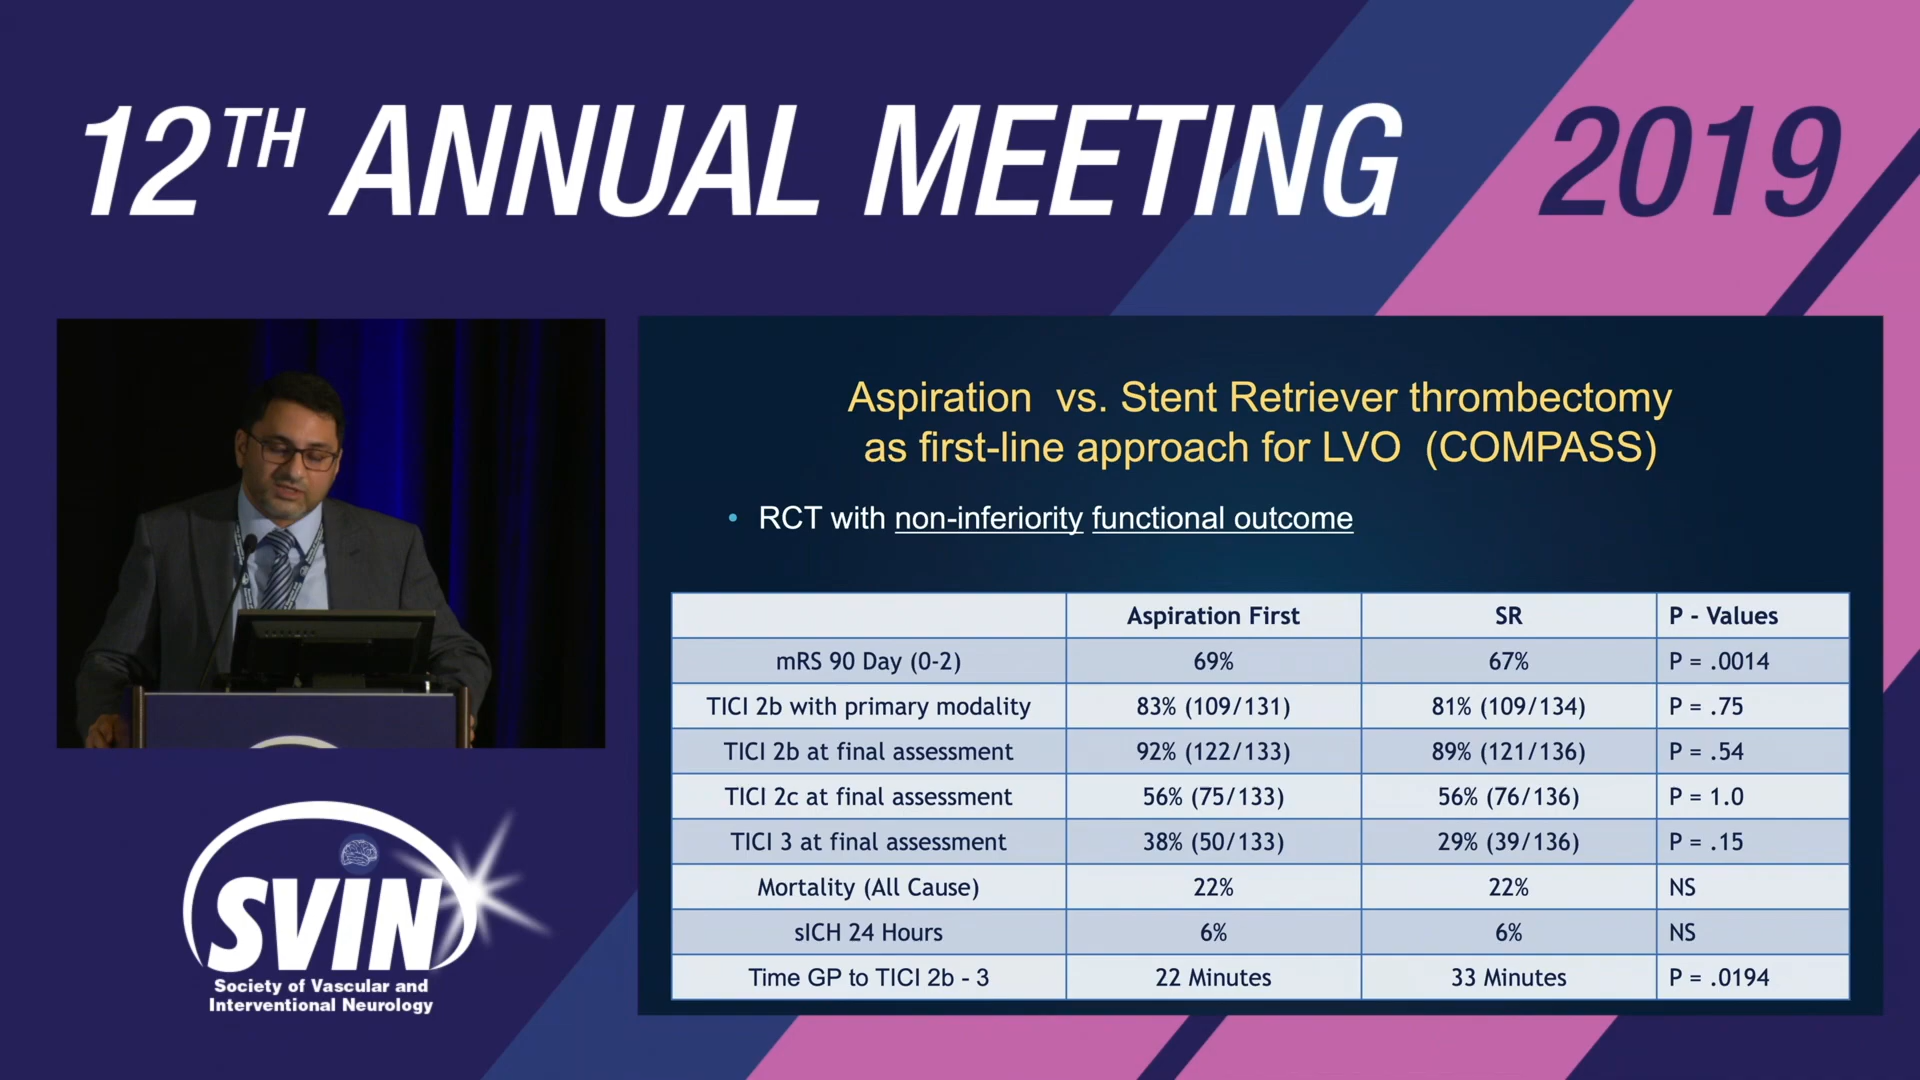 12TH ANNUAL MEETING 2019
Aspiration vs. Stent Retriever thrombectomy
as first-line approach for LVO (COMPASS)
• RCT with non-inferiority functional outcome
Aspiration First SR P - Values
mRS 90 Day (0-2) 69% 67% P = .0014
TICI 2b with primary modality 83% (109/131) 81% (109/134) P = .75
TICI 2b at final assessment 92% (122/133) 89% (121/136) P = .54
TICI 2c at final assessment 56% (75/133) 56% (76/136) P = 1.0
TICI 3 at final assessment 38% (50/133) 29% (39/136) P = .15
Mortality (All Cause) 22% 22% NS
sICH 24 Hours 6% 6% NS
Time GP to TICI 2b - 3 22 Minutes 33 Minutes P = .0194
SVIN
Society of Vascular and
Interventional Neurology